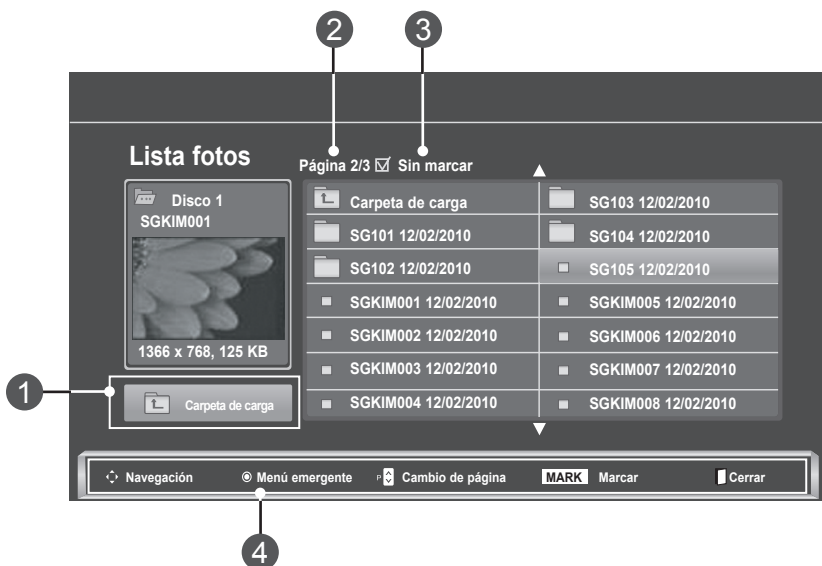 2 3
Lista fotos
Página 2/3 Sin marcar
Disco 1
SGKIM001
1366 x 768, 125 KB
1
Carpeta de carga
Carpeta de carga
SG101 12/02/2010
SG102 12/02/2010
SGKIM001 12/02/2010
SGKIM002 12/02/2010
SGKIM003 12/02/2010
SGKIM004 12/02/2010
SG103 12/02/2010
SG104 12/02/2010
SG105 12/02/2010
SGKIM005 12/02/2010
SGKIM006 12/02/2010
SGKIM007 12/02/2010
SGKIM008 12/02/2010
Navegación Menú emergente P Cambio de página MARK Marcar Cerrar
4